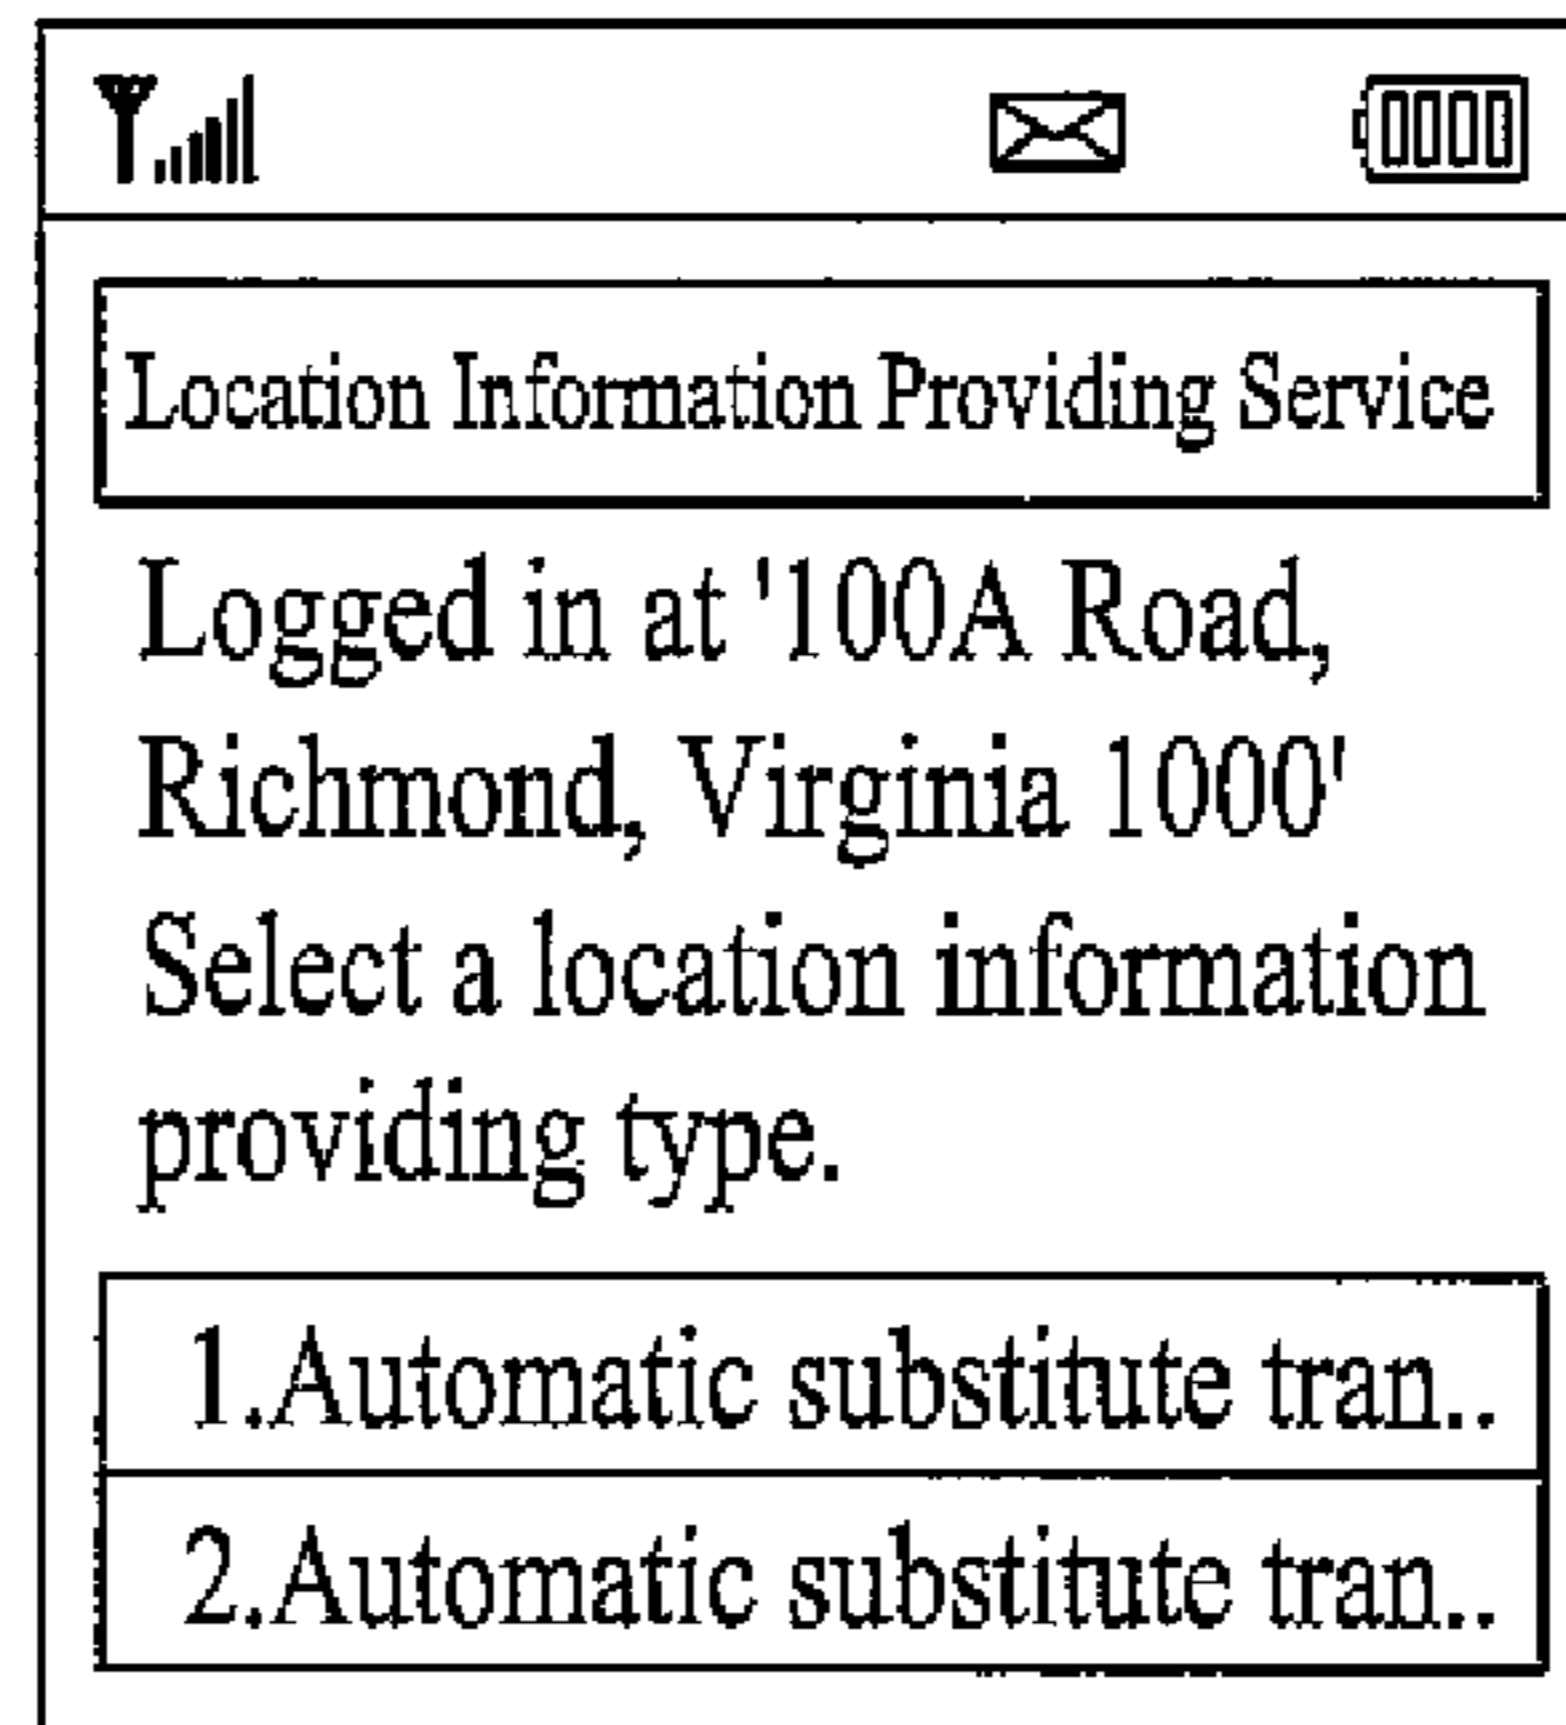 Location Information Providing Service
Logged in at '100A Road,
Richmond, Virginia 1000'
Select a location information
providing type.
1.Automatic substitute tran..
2.Automatic substitute tran..